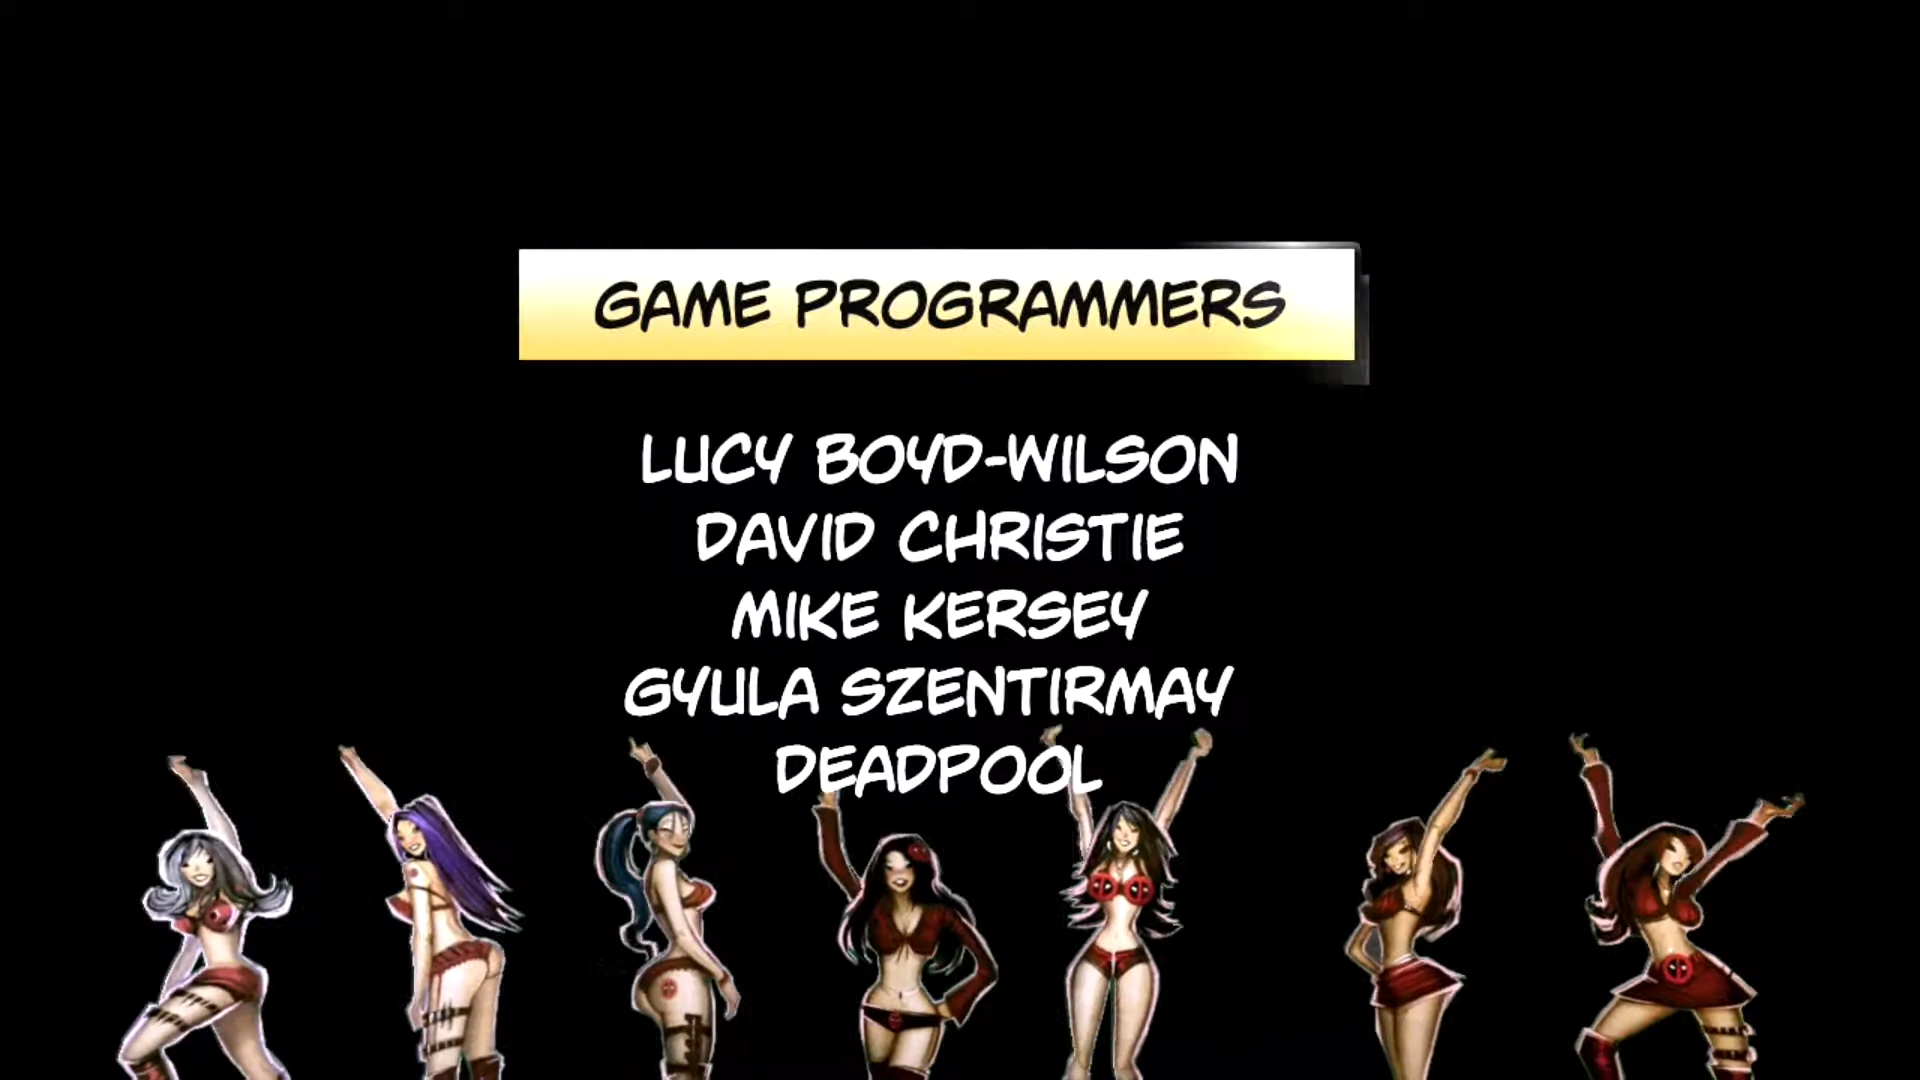 GAME PROGRAMMERS
LUCY BOYD-WILSON
DAVID CHRISTIE
MIKE KERSEY
GYULA SZENTIRMAY
DEADPOOL